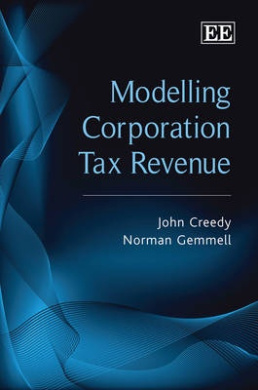 EE
Modelling
Corporation
Tax Revenue
John Creedy
Norman Gemmell